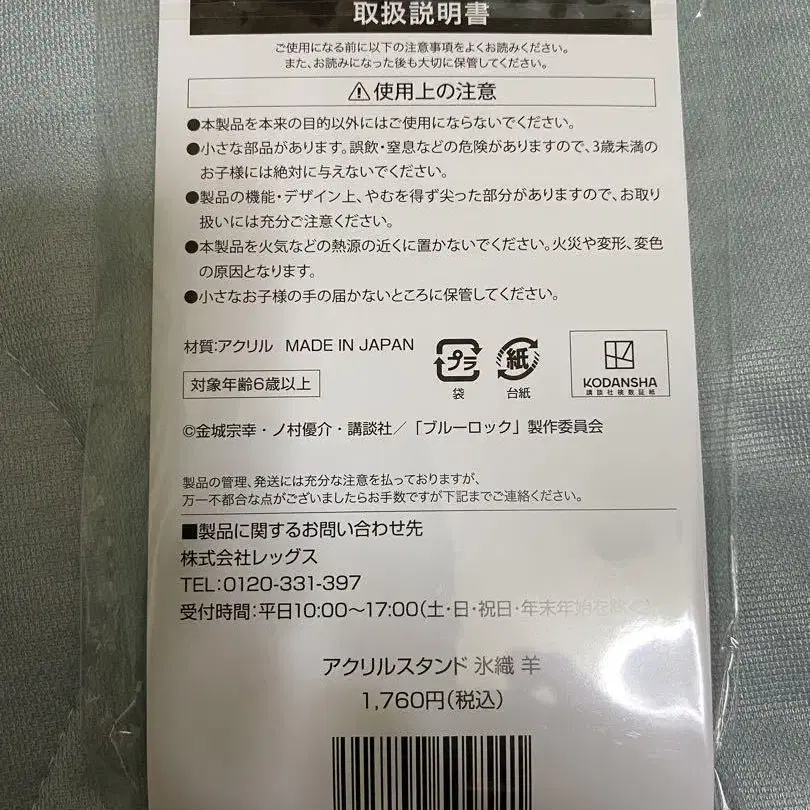 取扱説明書
ご使用になる前に以下の注意事項をよくお読みください。
また、お読みになった後も大切に保管してください。
⚠使用上の注意
●本製品を本来の目的以外にはご使用にならないでください。
●小さな部品があります。誤飲・窒息などの危険がありますので、3歳未満の
お子様には絶対に与えないでください。
●製品の機能・デザイン上、やむを得ず尖った部分がありますので、お取り
扱いには充分ご注意ください。
●本製品を火気などの熱源の近くに置かないでください。火災や変形、変色
の原因となります。
●小さなお子様の手の届かないところに保管してください。
材質:アクリル MADE IN JAPAN
対象年齢6歳以上
プラ
袋
紙
台紙
KODANSHA
講談社検数証紙
©金城宗幸・ノ村優介・講談社/「ブルーロック」製作委員会
製品の管理、発送には充分な注意を払っておりますが、
万一不都合な点がございましたらお手数ですが下記までご連絡ください。
■製品に関するお問い合わせ先
株式会社レッグス
TEL:0120-331-397
受付時間:平日10:00~17:00(土・日・祝日・年末年始を除く)
アクリルスタンド 氷織 羊
1,760円(税込)